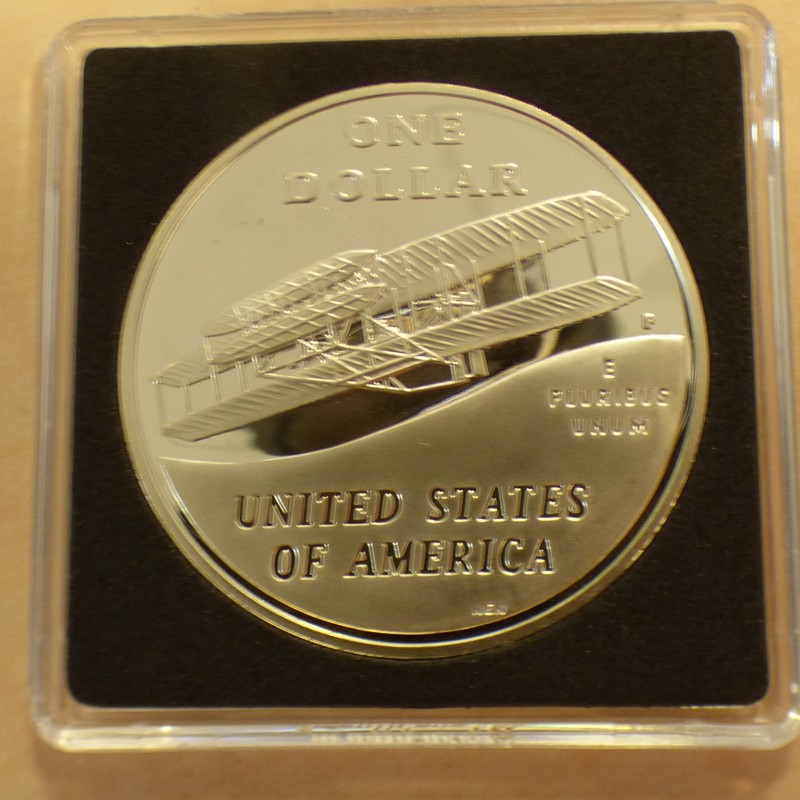 ONE
DOLLAR
P
E
PLURIBUS
UNUM
UNITED STATES
OF AMERICA